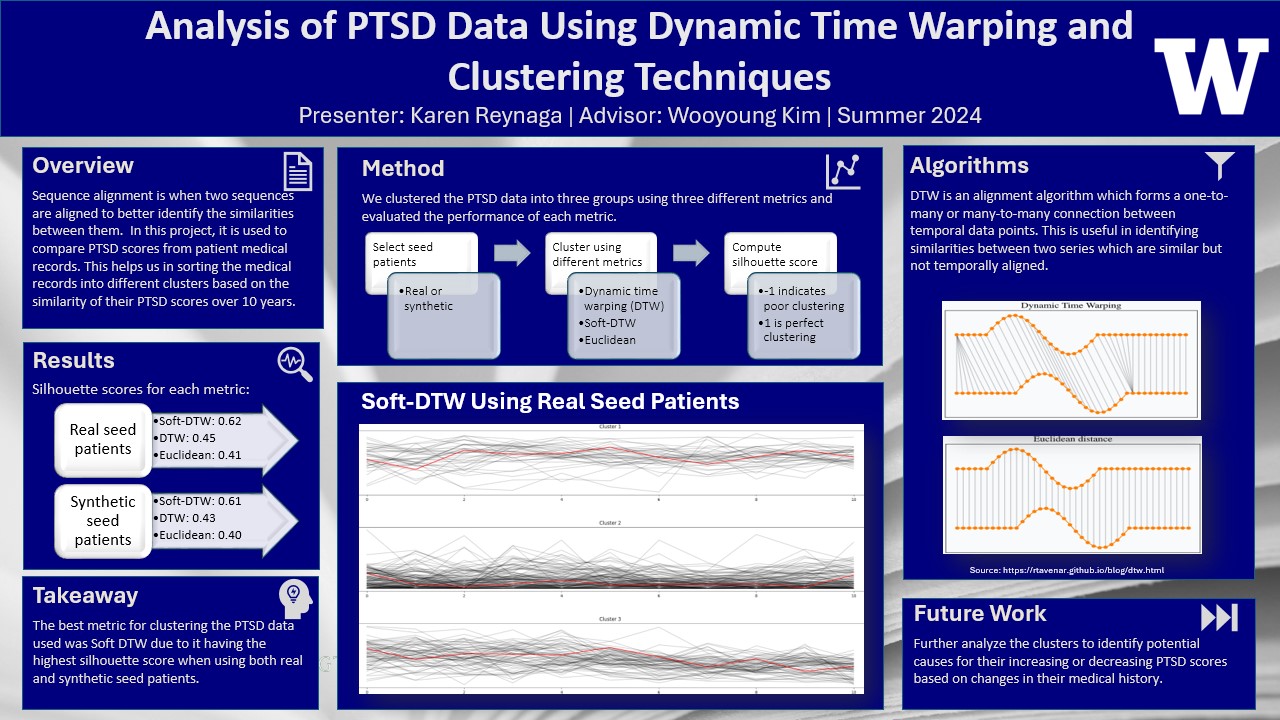 Analysis of PTSD Data Using Dynamic Time Warping and
Clustering Techniques
Presenter: Karen Reynaga | Advisor: Wooyoung Kim | Summer 2024
W
Overview
Sequence alignment is when two sequences
are aligned to better identify the similarities
between them.  In this project, it is used to
compare PTSD scores from patient medical
records. This helps us in sorting the medical
records into different clusters based on the
similarity of their PTSD scores over 10 years.
Results
Silhouette scores for each metric:
Real seed
patients
•Soft-DTW: 0.62
•DTW: 0.45
•Euclidean: 0.41
Synthetic
seed
patients
•Soft-DTW: 0.61
•DTW: 0.43
•Euclidean: 0.40
Takeaway
The best metric for clustering the PTSD data
used was Soft DTW due to it having the
highest silhouette score when using both real
and synthetic seed patients.
Method
We clustered the PTSD data into three groups using three different metrics and
evaluated the performance of each metric.
Select seed
patients
•Real or
synthetic
Cluster using
different metrics
•Dynamic time
warping (DTW)
•Soft-DTW
•Euclidean
Compute
silhouette score
•-1 indicates
poor clustering
•1 is perfect
clustering
Soft-DTW Using Real Seed Patients
Cluster 1
0 2 4 6 8 10
Cluster 2
0 2 4 6 8 10
Cluster 3
0 2 4 6 8 10
Algorithms
DTW is an alignment algorithm which forms a one-to-
many or many-to-many connection between
temporal data points. This is useful in identifying
similarities between two series which are similar but
not temporally aligned.
Dynamic Time Warping
Euclidean distance
Source: https://rtavenar.github.io/blog/dtw.html
Future Work
Further analyze the clusters to identify potential
causes for their increasing or decreasing PTSD scores
based on changes in their medical history.